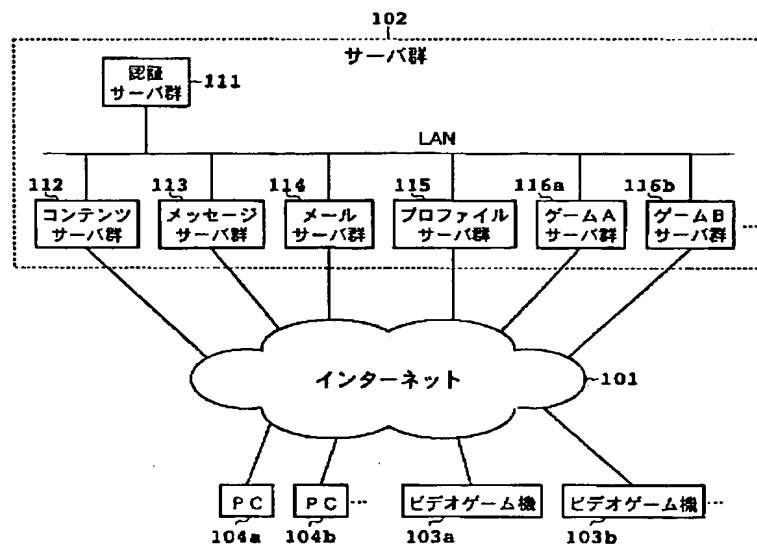 102
サーバ群
認証
サーバ群
111
LAN
112
113
114
115
116a
116b
コンテンツ
サーバ群
メッセージ
サーバ群
メール
サーバ群
プロファイル
サーバ群
ゲームA
サーバ群
ゲームB
サーバ群
…
インターネット
101
PC
PC
…
ビデオゲーム機
ビデオゲーム機
…
104a
104b
103a
103b